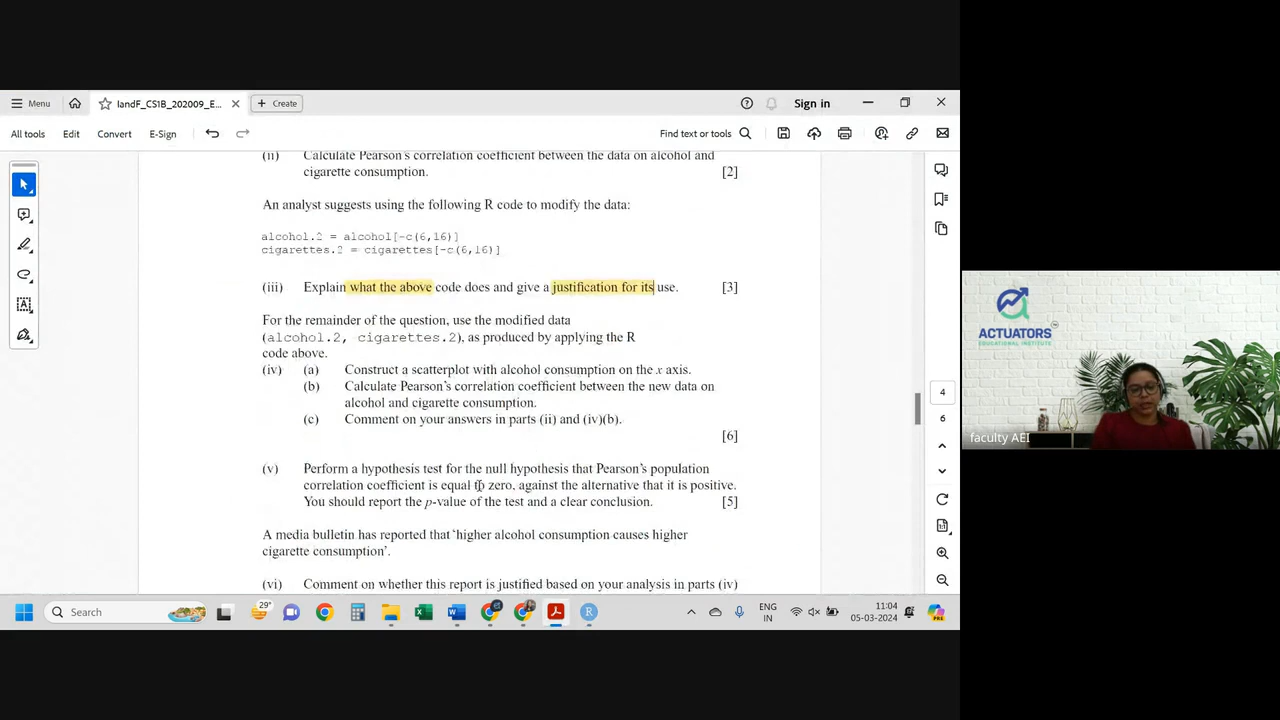 Menu
IandF_CS1B_202009_E...
Create
Sign in
All tools
Edit
Convert
E-Sign
Find text or tools
(ii) Calculate Pearson's correlation coefficient between the data on alcohol and
cigarette consumption. [2]
An analyst suggests using the following R code to modify the data:
alcohol.2 = alcohol[-c(6,16)]
cigarettes.2 = cigarettes[-c(6,16)]
(iii) Explain what the above code does and give a justification for its use. [3]
For the remainder of the question, use the modified data
(alcohol.2, cigarettes.2), as produced by applying the R
code above.
(iv) (a) Construct a scatterplot with alcohol consumption on the x axis.
(b) Calculate Pearson's correlation coefficient between the new data on
alcohol and cigarette consumption.
(c) Comment on your answers in parts (ii) and (iv)(b).
[6]
(v) Perform a hypothesis test for the null hypothesis that Pearson's population
correlation coefficient is equal to zero, against the alternative that it is positive.
You should report the p-value of the test and a clear conclusion. [5]
A media bulletin has reported that 'higher alcohol consumption causes higher
cigarette consumption'.
(vi) Comment on whether this report is justified based on your analysis in parts (iv)
4
6
ACTUATORS
EDUCATIONAL INSTITUTE
faculty AEI
Search
29°
ENG
IN
11:04
05-03-2024